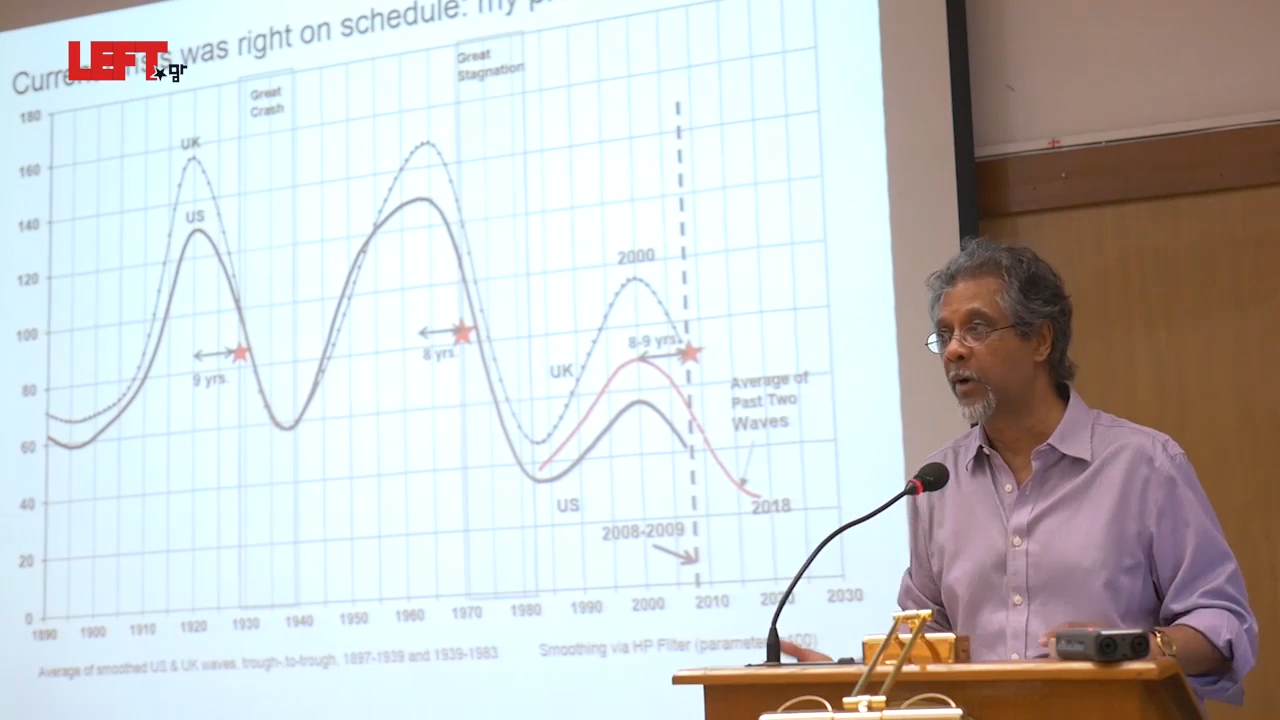 LEFT.gr
was right on schedule: my
Great
Crash
Great
Stagnation
180
160
140
120
100
80
60
40
20
0
UK
US
9 yrs.
8 yrs.
2000
8-9 yrs.
UK
US
Average of
Past Two
Waves
2018
2008-2009
1890 1900 1910 1920 1930 1940 1950 1960 1970 1980 1990 2000 2010 2030
Average of smoothed US & UK waves, trough-to-trough, 1897-1939 and 1939-1983
Smoothing via HP Filter